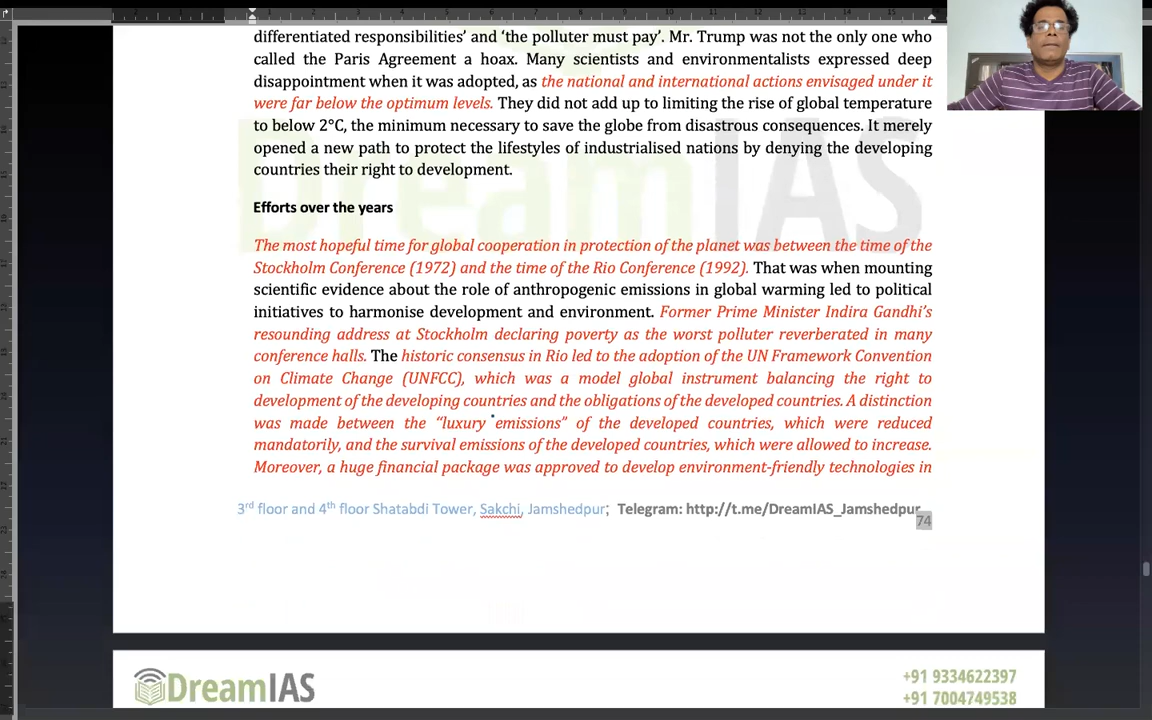 differentiated responsibilities’ and ‘the polluter must pay’. Mr. Trump was not the only one who
called the Paris Agreement a hoax. Many scientists and environmentalists expressed deep
disappointment when it was adopted, as the national and international actions envisaged under it
were far below the optimum levels. They did not add up to limiting the rise of global temperature
to below 2°C, the minimum necessary to save the globe from disastrous consequences. It merely
opened a new path to protect the lifestyles of industrialised nations by denying the developing
countries their right to development.
Efforts over the years
The most hopeful time for global cooperation in protection of the planet was between the time of the
Stockholm Conference (1972) and the time of the Rio Conference (1992). That was when mounting
scientific evidence about the role of anthropogenic emissions in global warming led to political
initiatives to harmonise development and environment. Former Prime Minister Indira Gandhi’s
resounding address at Stockholm declaring poverty as the worst polluter reverberated in many
conference halls. The historic consensus in Rio led to the adoption of the UN Framework Convention
on Climate Change (UNFCC), which was a model global instrument balancing the right to
development of the developing countries and the obligations of the developed countries. A distinction
was made between the “luxury emissions” of the developed countries, which were reduced
mandatorily, and the survival emissions of the developed countries, which were allowed to increase.
Moreover, a huge financial package was approved to develop environment-friendly technologies in
DreamIAS
3rd floor and 4th floor Shatabdi Tower, Sakchi, Jamshedpur; Telegram: http://t.me/DreamIAS_Jamshedpur
74
DreamIAS
+91 9334622397
+91 7004749538